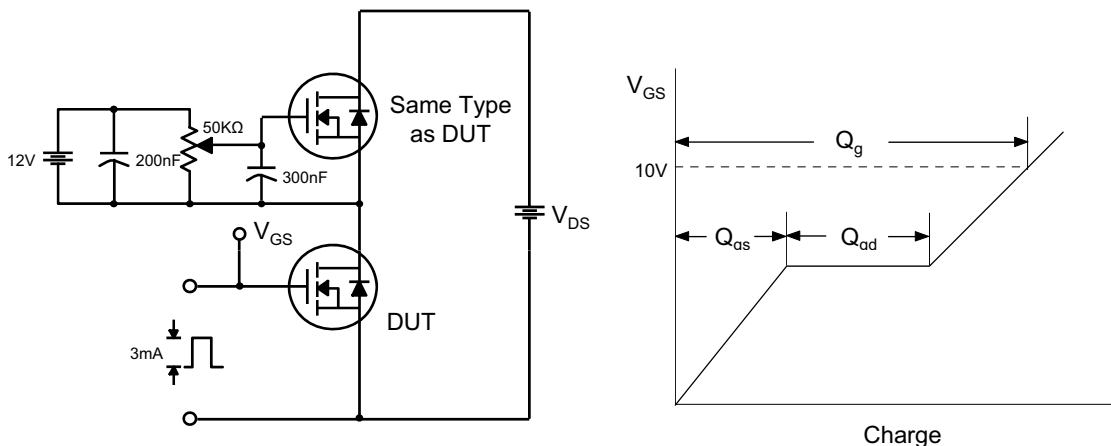 Same Type
as DUT
50KΩ
12V
200nF
300nF
V_GS
V_DS
DUT
3mA
V_GS
Q_g
10V
Q_gs
Q_gd
Charge